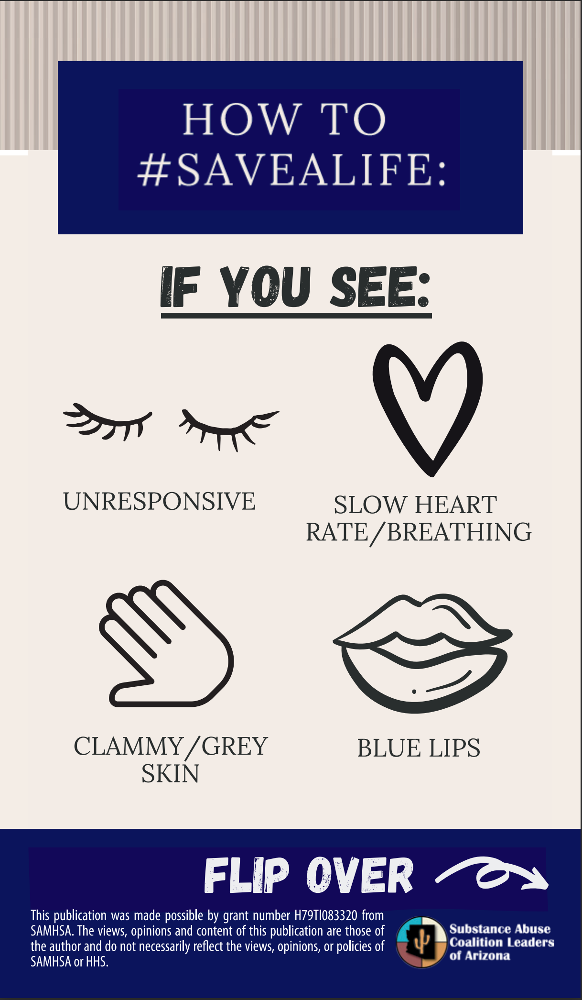 HOW TO
#SAVEALIFE:
IF YOU SEE:
UNRESPONSIVE
SLOW HEART
RATE/BREATHING
CLAMMY/GREY
SKIN
BLUE LIPS
FLIP OVER
This publication was made possible by grant number H79TI083320 from
SAMHSA. The views, opinions and content of this publication are those of
the author and do not necessarily reflect the views, opinions, or policies of
SAMHSA or HHS.
Substance Abuse
Coalition Leaders
of Arizona